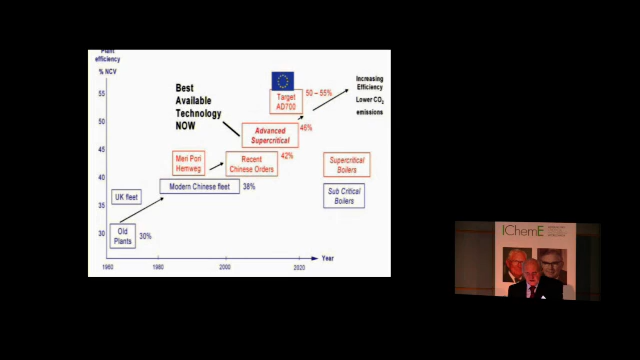 Plant
efficiency
% NCV
55
50
45
40
35
30
1960
1980
2000
2020
Year
Best
Available
Technology
NOW
Target
AD700
50 – 55%
Increasing
Efficiency
Lower CO2
emissions
Advanced
Supercritical
46%
Meri Pori
Hemweg
Recent
Chinese Orders
42%
Supercritical
Boilers
Modern Chinese fleet
38%
Sub Critical
Boilers
UK fleet
Old
Plants
30%
IChemE